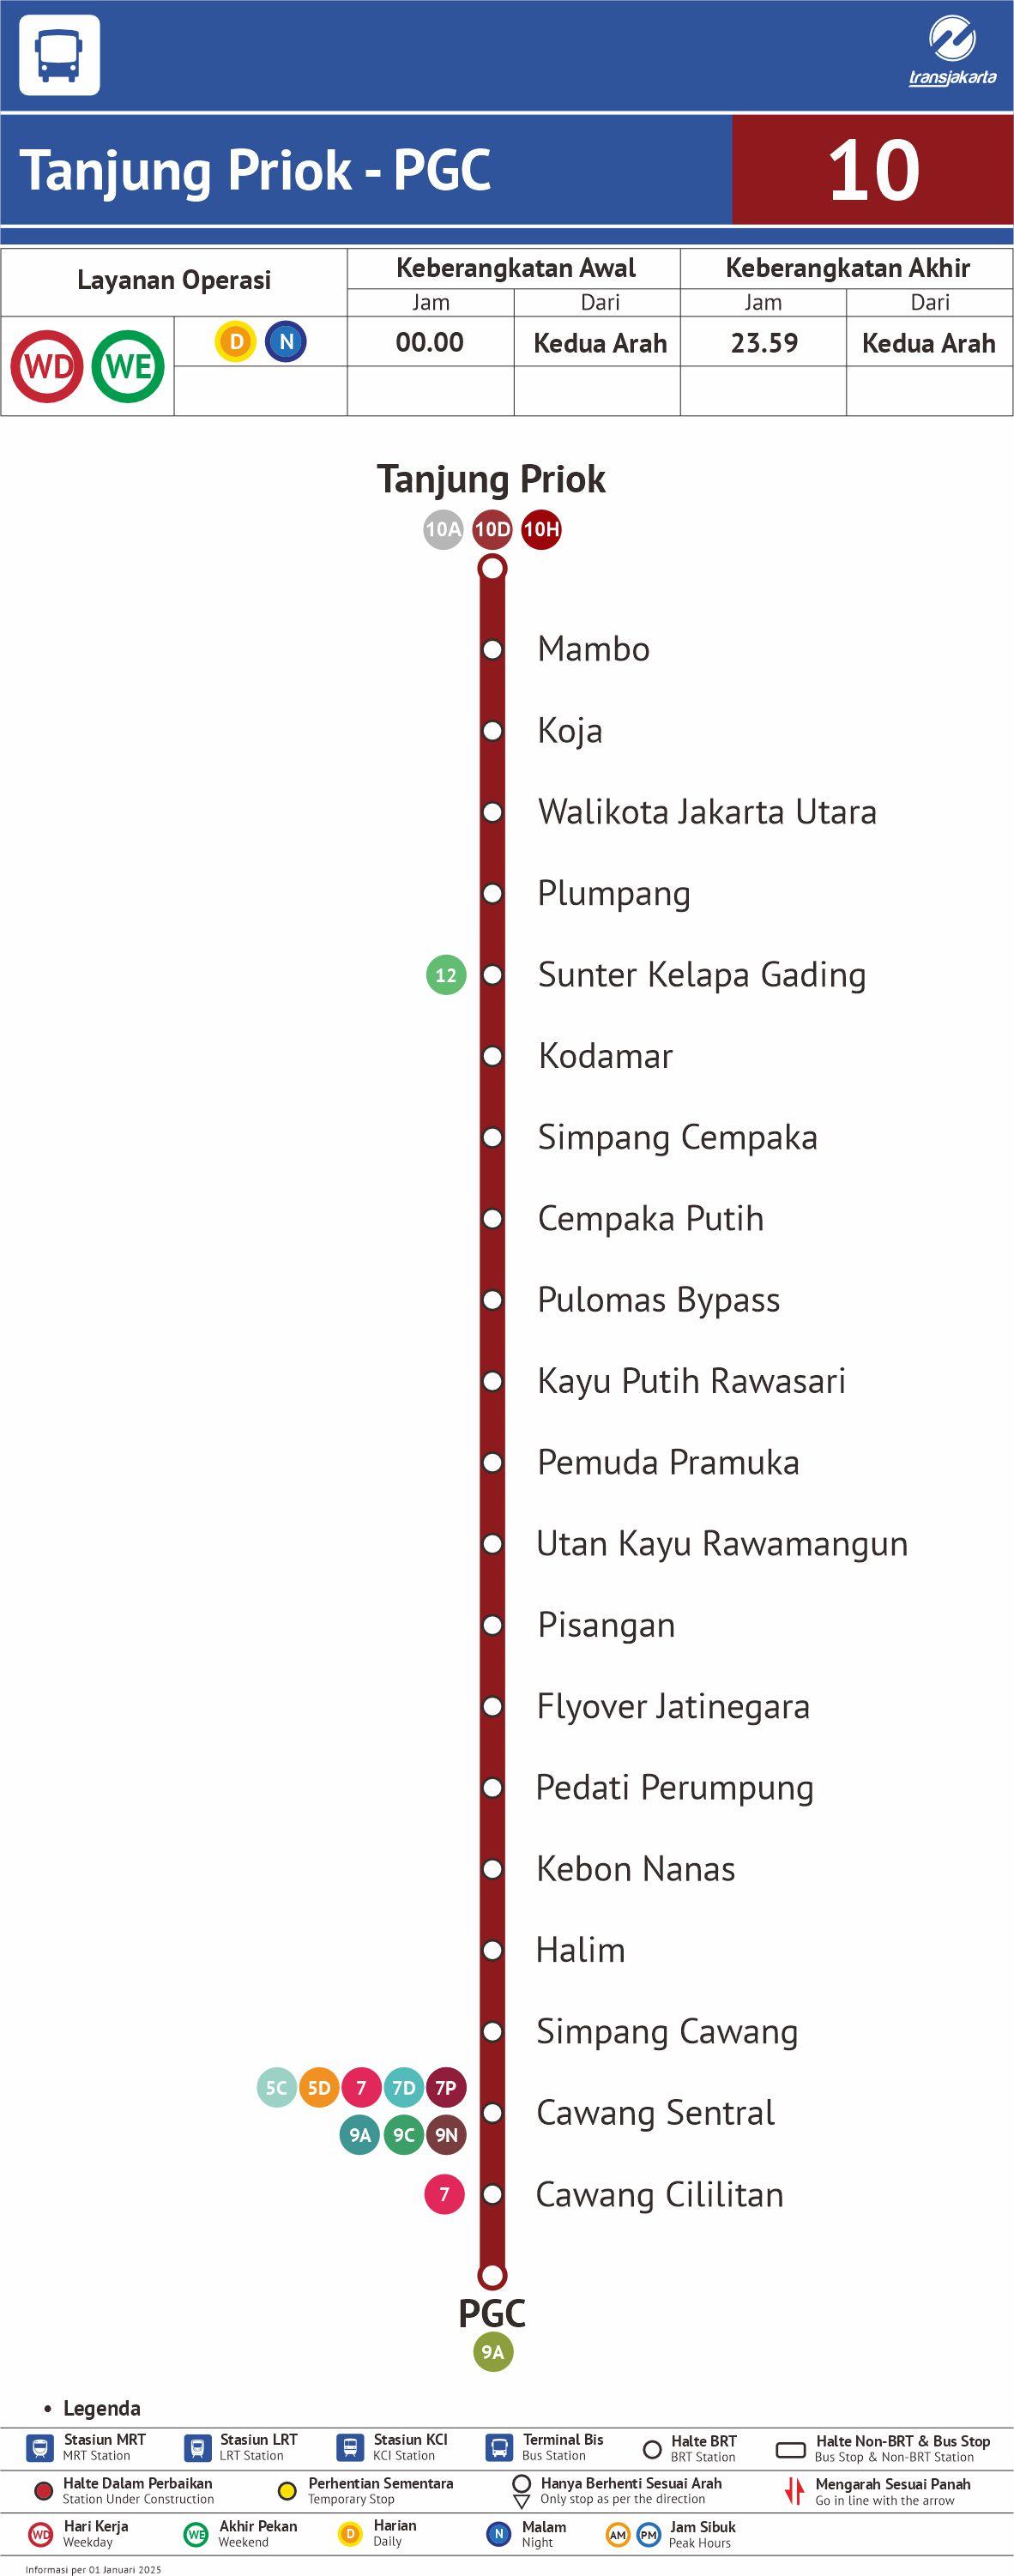 transjakarta
Tanjung Priok - PGC
10
Layanan Operasi
Keberangkatan Awal
Keberangkatan Akhir
Jam
Dari
Jam
Dari
WD WE
D N
00.00
Kedua Arah
23.59
Kedua Arah
Tanjung Priok
10A 10D 10H
Mambo
Koja
Walikota Jakarta Utara
Plumpang
12 Sunter Kelapa Gading
Kodamar
Simpang Cempaka
Cempaka Putih
Pulomas Bypass
Kayu Putih Rawasari
Pemuda Pramuka
Utan Kayu Rawamangun
Pisangan
Flyover Jatinegara
Pedati Perumpung
Kebon Nanas
Halim
Simpang Cawang
5C 5D 7 7D 7P
Cawang Sentral
9A 9C 9N
7 Cawang Cililitan
PGC
9A
• Legenda
Stasiun MRT
MRT Station
Stasiun LRT
LRT Station
Stasiun KCI
KCI Station
Terminal Bis
Bus Station
Halte BRT
BRT Station
Halte Non-BRT & Bus Stop
Bus Stop & Non-BRT Station
Halte Dalam Perbaikan
Station Under Construction
Perhentian Sementara
Temporary Stop
Hanya Berhenti Sesuai Arah
Only stop as per the direction
Mengarah Sesuai Panah
Go in line with the arrow
WD
Hari Kerja
Weekday
WE
Akhir Pekan
Weekend
D
Harian
Daily
N
Malam
Night
AM PM
Jam Sibuk
Peak Hours
Informasi per 01 Januari 2025